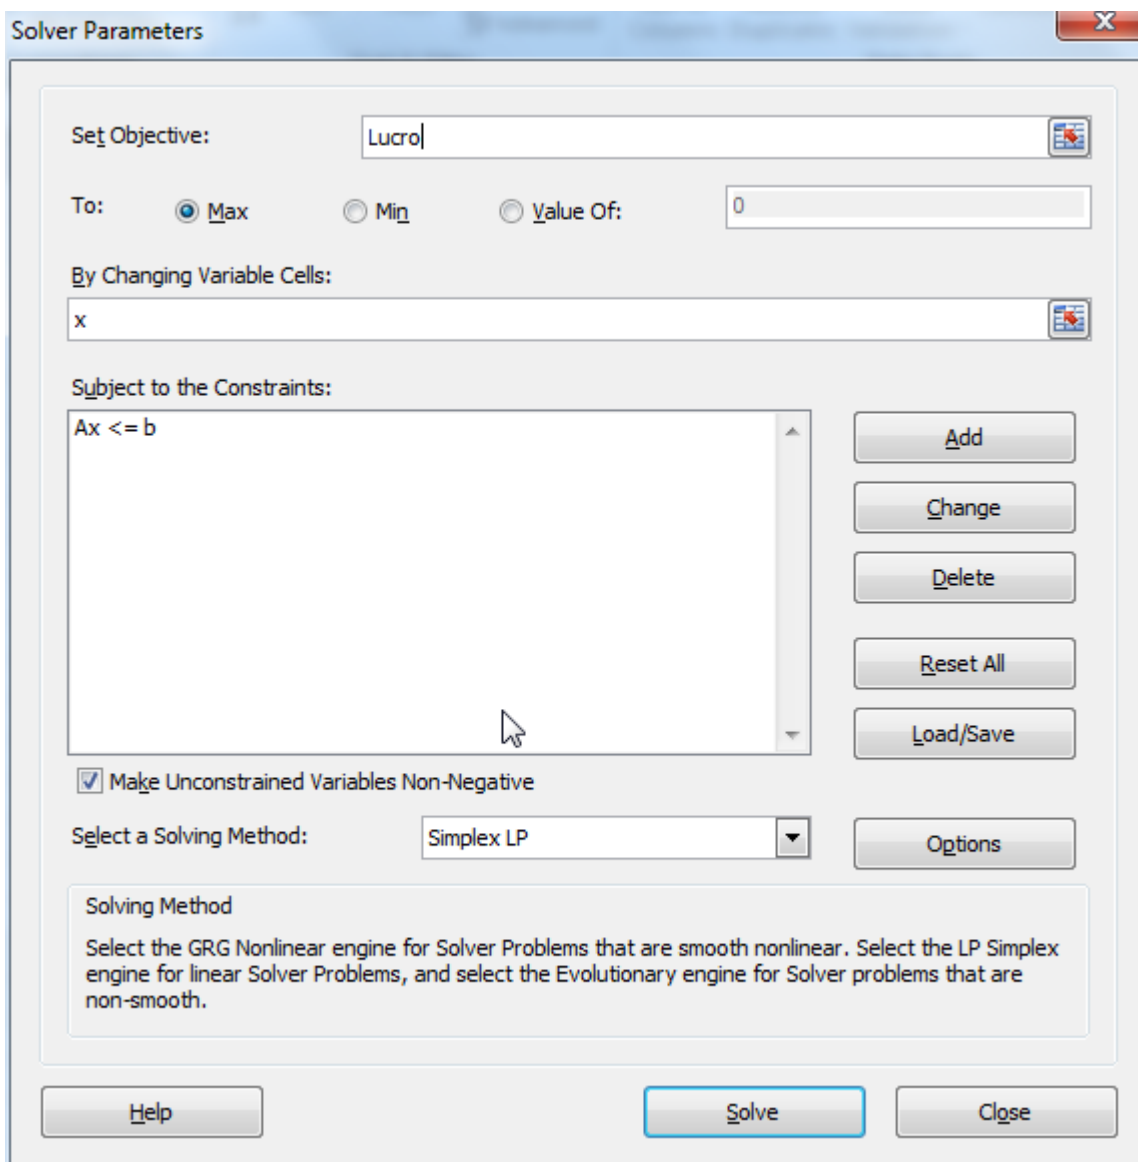 Solver Parameters
Set Objective:
Lucro
To:
Max
Min
Value Of:
0
By Changing Variable Cells:
x
Subject to the Constraints:
Ax <= b
Add
Change
Delete
Reset All
Load/Save
Make Unconstrained Variables Non-Negative
Select a Solving Method:
Simplex LP
Options
Solving Method
Select the GRG Nonlinear engine for Solver Problems that are smooth nonlinear. Select the LP Simplex
engine for linear Solver Problems, and select the Evolutionary engine for Solver problems that are
non-smooth.
Help
Solve
Close